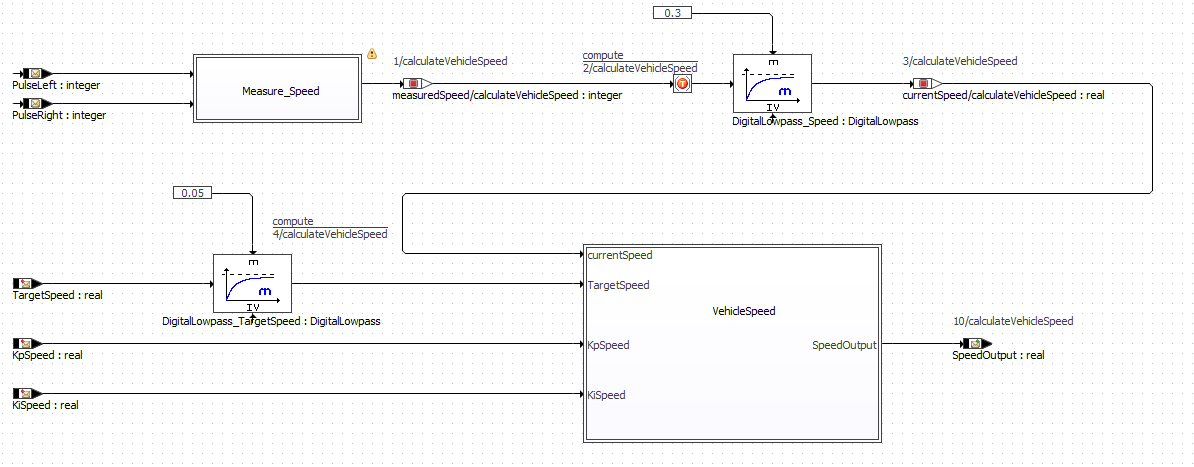 0.3
1/calculateVehicleSpeed
compute
2/calculateVehicleSpeed
m
3/calculateVehicleSpeed
PulseLeft : integer
Measure_Speed
T
m
measuredSpeed/calculateVehicleSpeed : integer
currentSpeed/calculateVehicleSpeed : real
PulseRight : integer
IV
DigitalLowpass_Speed : DigitalLowpass
0.05
compute
4/calculateVehicleSpeed
m
currentSpeed
TargetSpeed : real
m
TargetSpeed
IV
VehicleSpeed
DigitalLowpass_TargetSpeed : DigitalLowpass
10/calculateVehicleSpeed
KpSpeed : real
KpSpeed
SpeedOutput
SpeedOutput : real
KiSpeed : real
KiSpeed